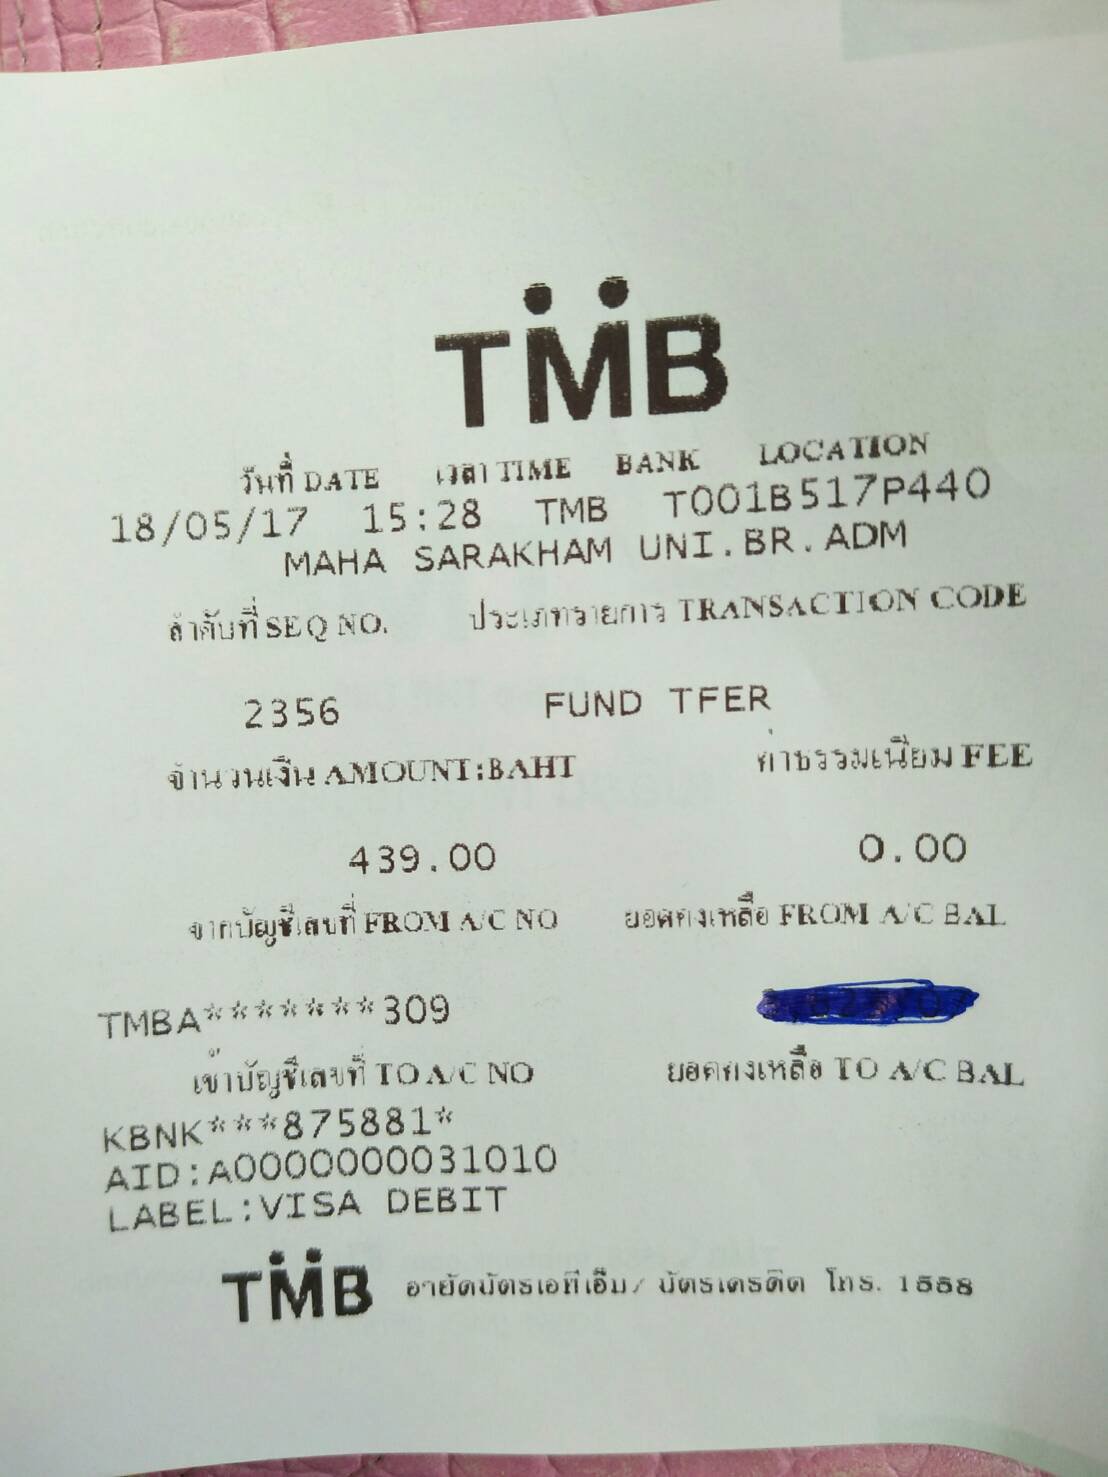 TMB
วันที่ DATE เวลา TIME BANK LOCATION
18/05/17 15:28 TMB T001B517P440
MAHA SARAKHAM UNI.BR.ADM
ลำดับที่ SEQ NO. ประเภทรายการ TRANSACTION CODE
2356 FUND TFER
จำนวนเงิน AMOUNT:BAHT ค่าธรรมเนียม FEE
439.00 0.00
จากบัญชีเลขที่ FROM A/C NO ยอดคงเหลือ FROM A/C BAL
TMBA*******309
เข้าบัญชีเลขที่ TO A/C NO ยอดคงเหลือ TO A/C BAL
KBNK***875881*
AID:A0000000031010
LABEL:VISA DEBIT
TMB อายัดบัตรเอทีเอ็ม/ บัตรเครดิต โทร. 1558